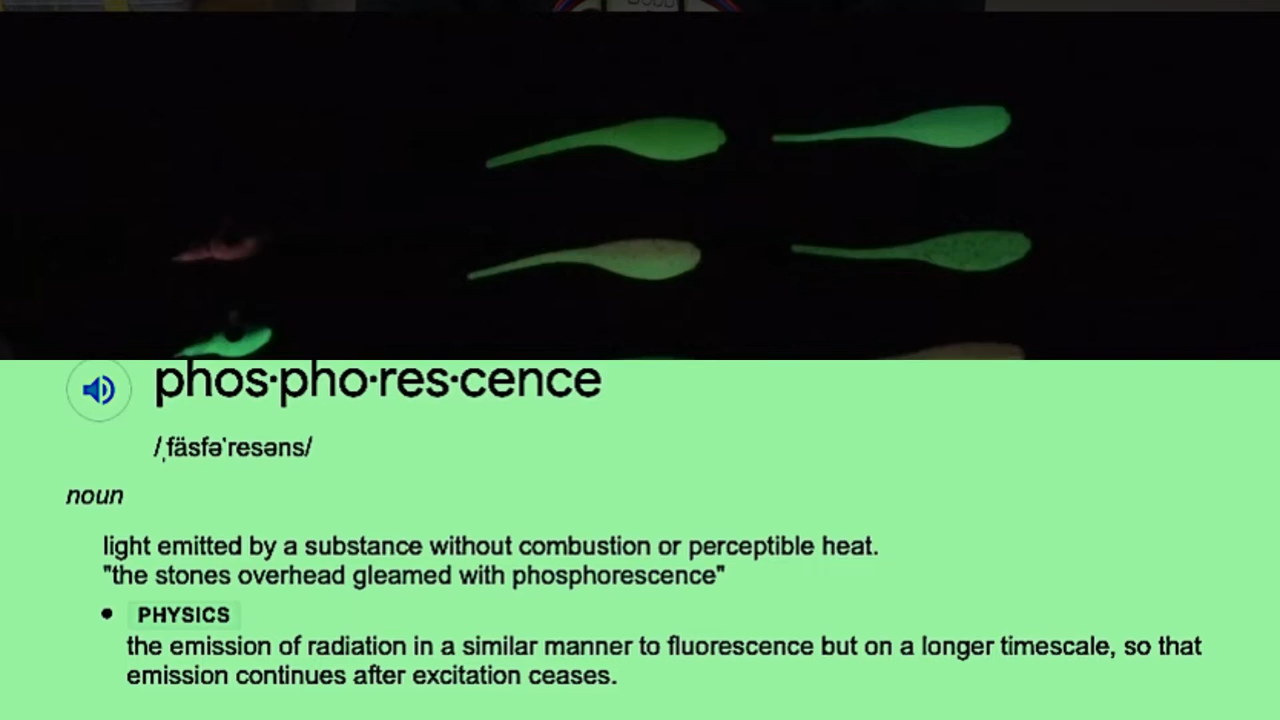 phos·pho·res·cence
/ˌfäsfəˈresəns/
noun
light emitted by a substance without combustion or perceptible heat.
"the stones overhead gleamed with phosphorescence"
• PHYSICS
the emission of radiation in a similar manner to fluorescence but on a longer timescale, so that
emission continues after excitation ceases.